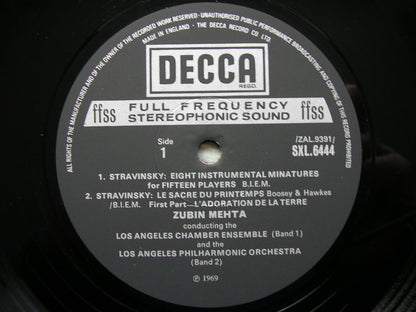 ALL RIGHTS OF THE MANUFACTURER AND OF THE OWNER OF THE RECORDED WORK RESERVED · UNAUTHORISED PUBLIC PERFORMANCE BROADCASTING AND COPYING OF THIS RECORD PROHIBITED
MADE IN ENGLAND · THE DECCA RECORD CO. LTD.
DECCA
REGD.
ffss FULL FREQUENCY ffss
STEREOPHONIC SOUND
Side
1
/ZAL.9391/
SXL.6444
1. STRAVINSKY: EIGHT INSTRUMENTAL MINATURES
for FIFTEEN PLAYERS B.I.E.M.
2. STRAVINSKY: LE SACRE DU PRINTEMPS Boosey & Hawkes
/B.I.E.M. First Part—L'ADORATION DE LA TERRE
ZUBIN MEHTA
conducting the
LOS ANGELES CHAMBER ENSEMBLE (Band 1)
and the
LOS ANGELES PHILHARMONIC ORCHESTRA
(Band 2)
℗ 1969